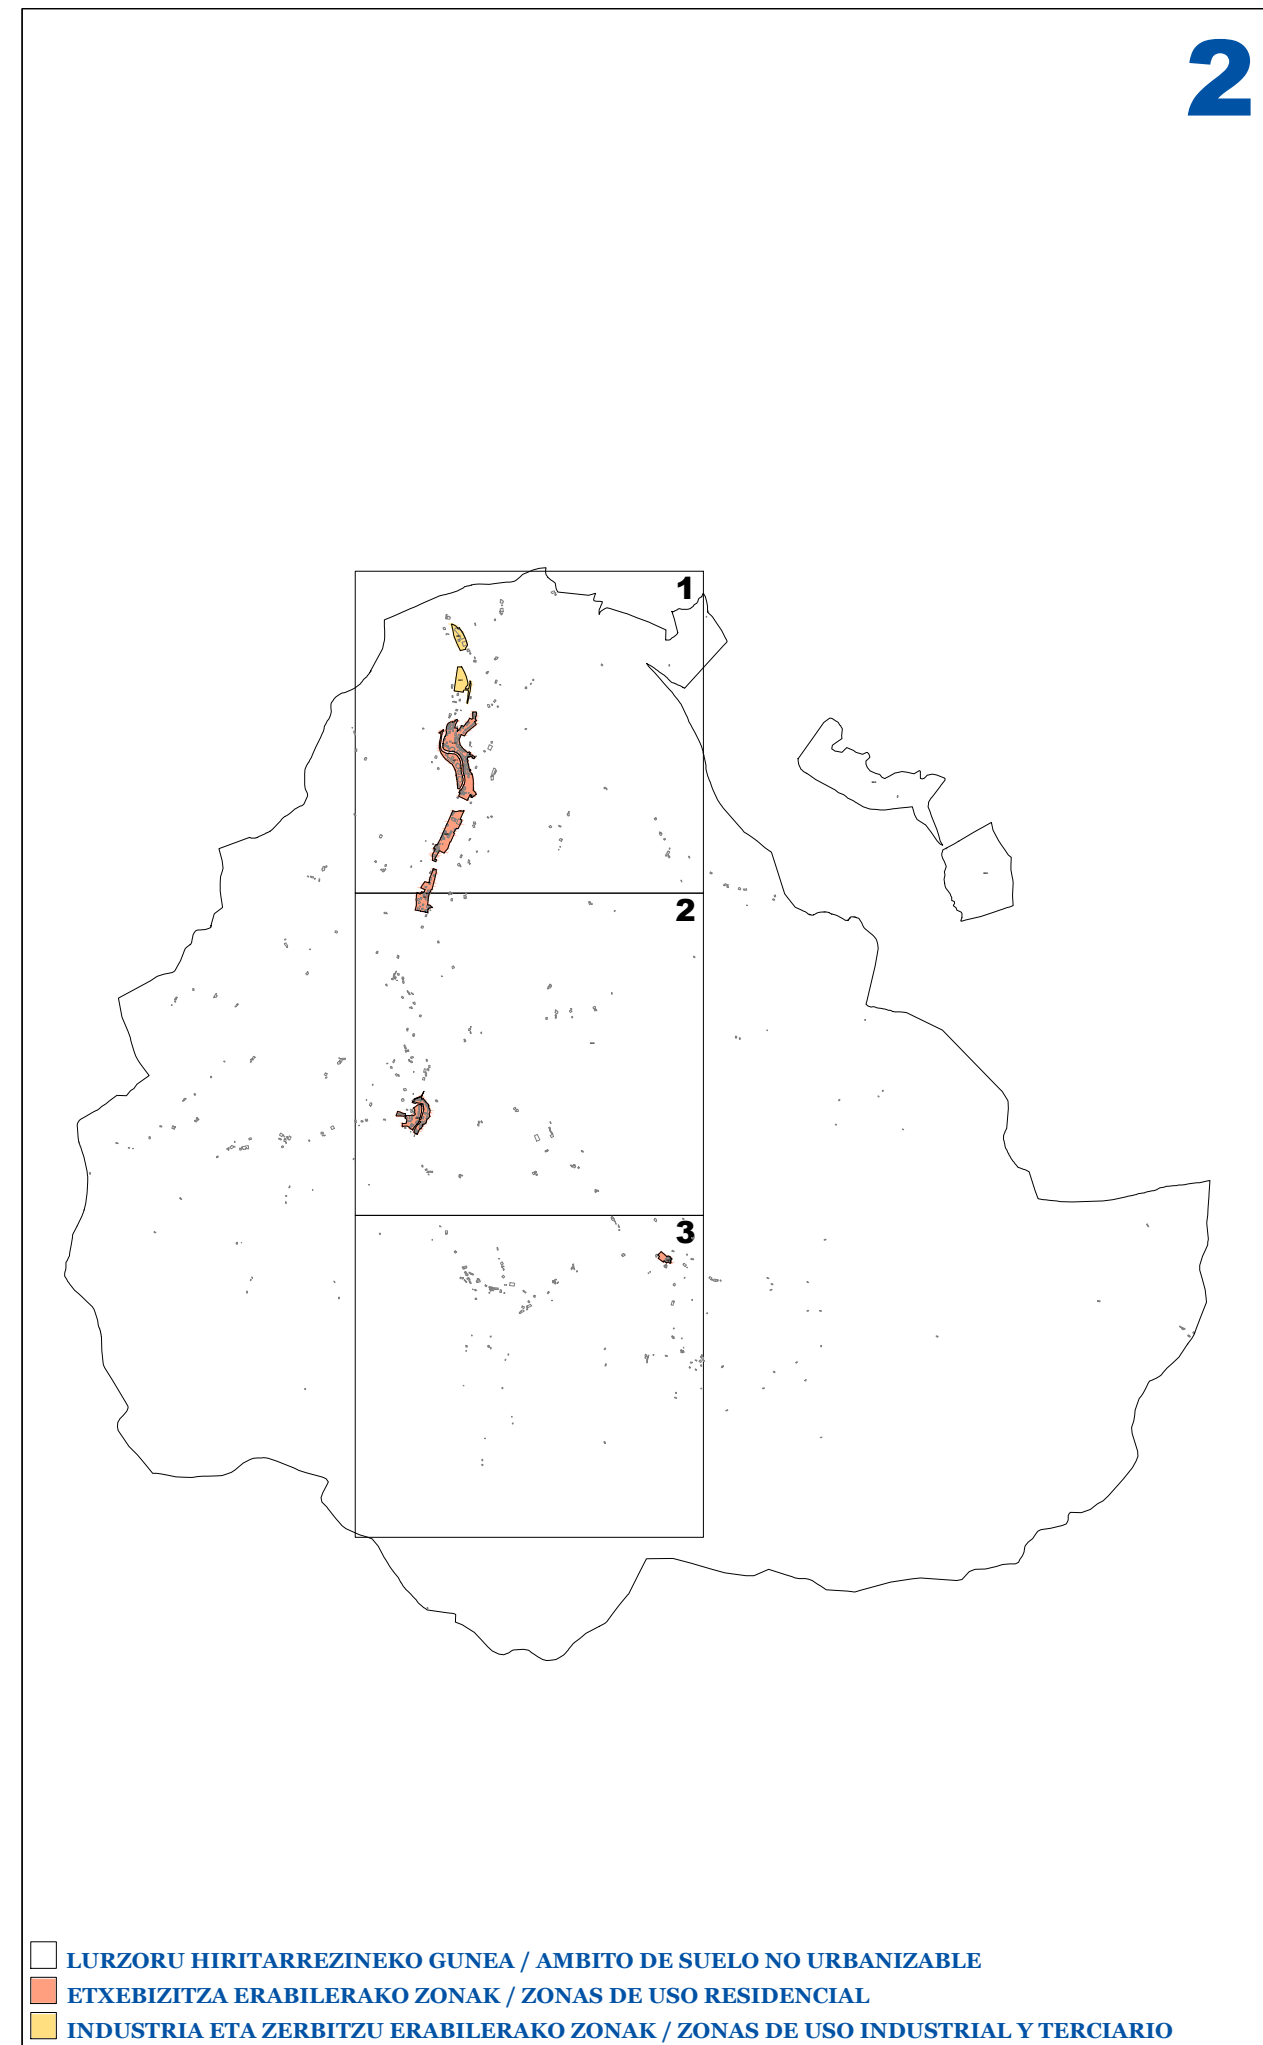 2
1
2
3
LURZORU HIRITARREZINEKO GUNEA / AMBITO DE SUELO NO URBANIZABLE
ETXEBIZITZA ERABILERAKO ZONAK / ZONAS DE USO RESIDENCIAL
INDUSTRIA ETA ZERBITZU ERABILERAKO ZONAK / ZONAS DE USO INDUSTRIAL Y TERCIARIO